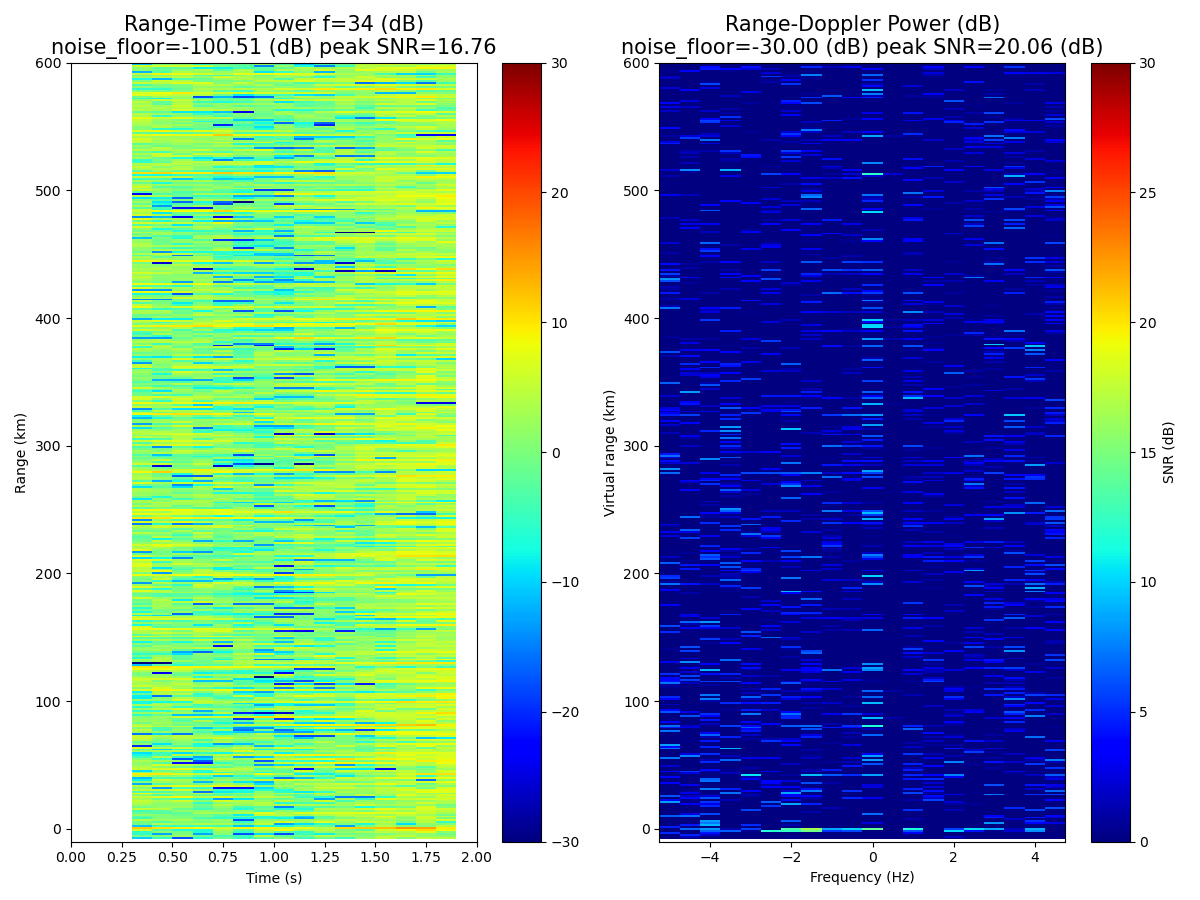 Range-Time Power f=34 (dB)
noise_floor=-100.51 (dB) peak SNR=16.76
Range-Doppler Power (dB)
noise_floor=-30.00 (dB) peak SNR=20.06 (dB)
600
500
400
300
200
100
0
Range (km)
0.00 0.25 0.50 0.75 1.00 1.25 1.50 1.75 2.00
Time (s)
30
20
10
0
−10
−20
−30
600
500
400
300
200
100
0
Virtual range (km)
−4 −2 0 2 4
Frequency (Hz)
30
25
20
15
10
5
0
SNR (dB)